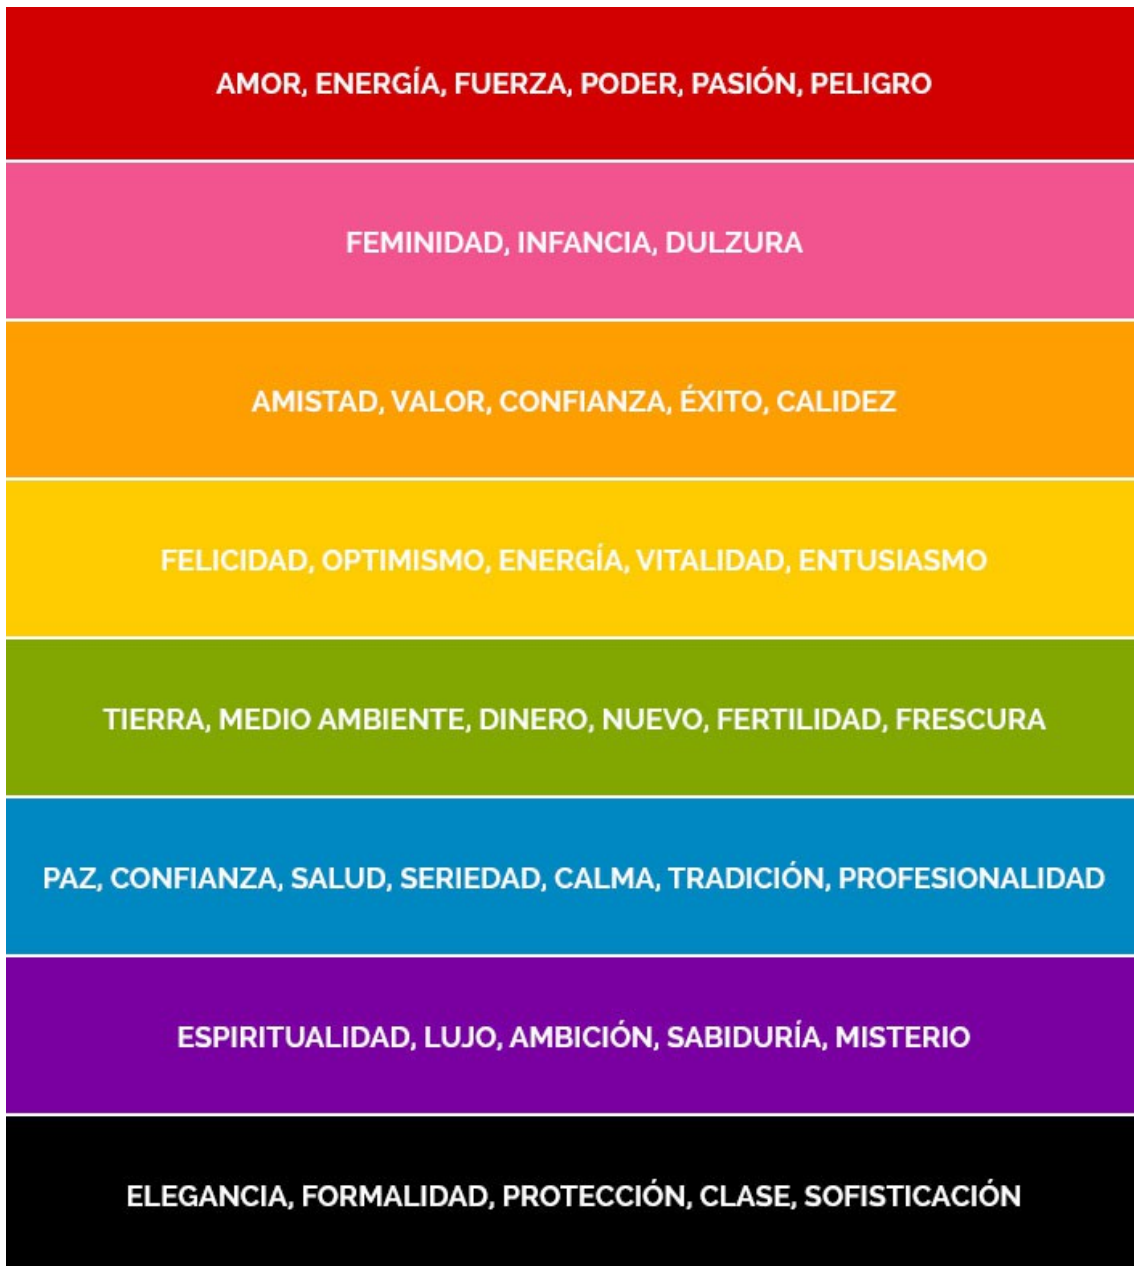 AMOR, ENERGÍA, FUERZA, PODER, PASIÓN, PELIGRO
FEMINIDAD, INFANCIA, DULZURA
AMISTAD, VALOR, CONFIANZA, ÉXITO, CALIDEZ
FELICIDAD, OPTIMISMO, ENERGÍA, VITALIDAD, ENTUSIASMO
TIERRA, MEDIO AMBIENTE, DINERO, NUEVO, FERTILIDAD, FRESCURA
PAZ, CONFIANZA, SALUD, SERIEDAD, CALMA, TRADICIÓN, PROFESIONALIDAD
ESPIRITUALIDAD, LUJO, AMBICIÓN, SABIDURÍA, MISTERIO
ELEGANCIA, FORMALIDAD, PROTECCIÓN, CLASE, SOFISTICACIÓN